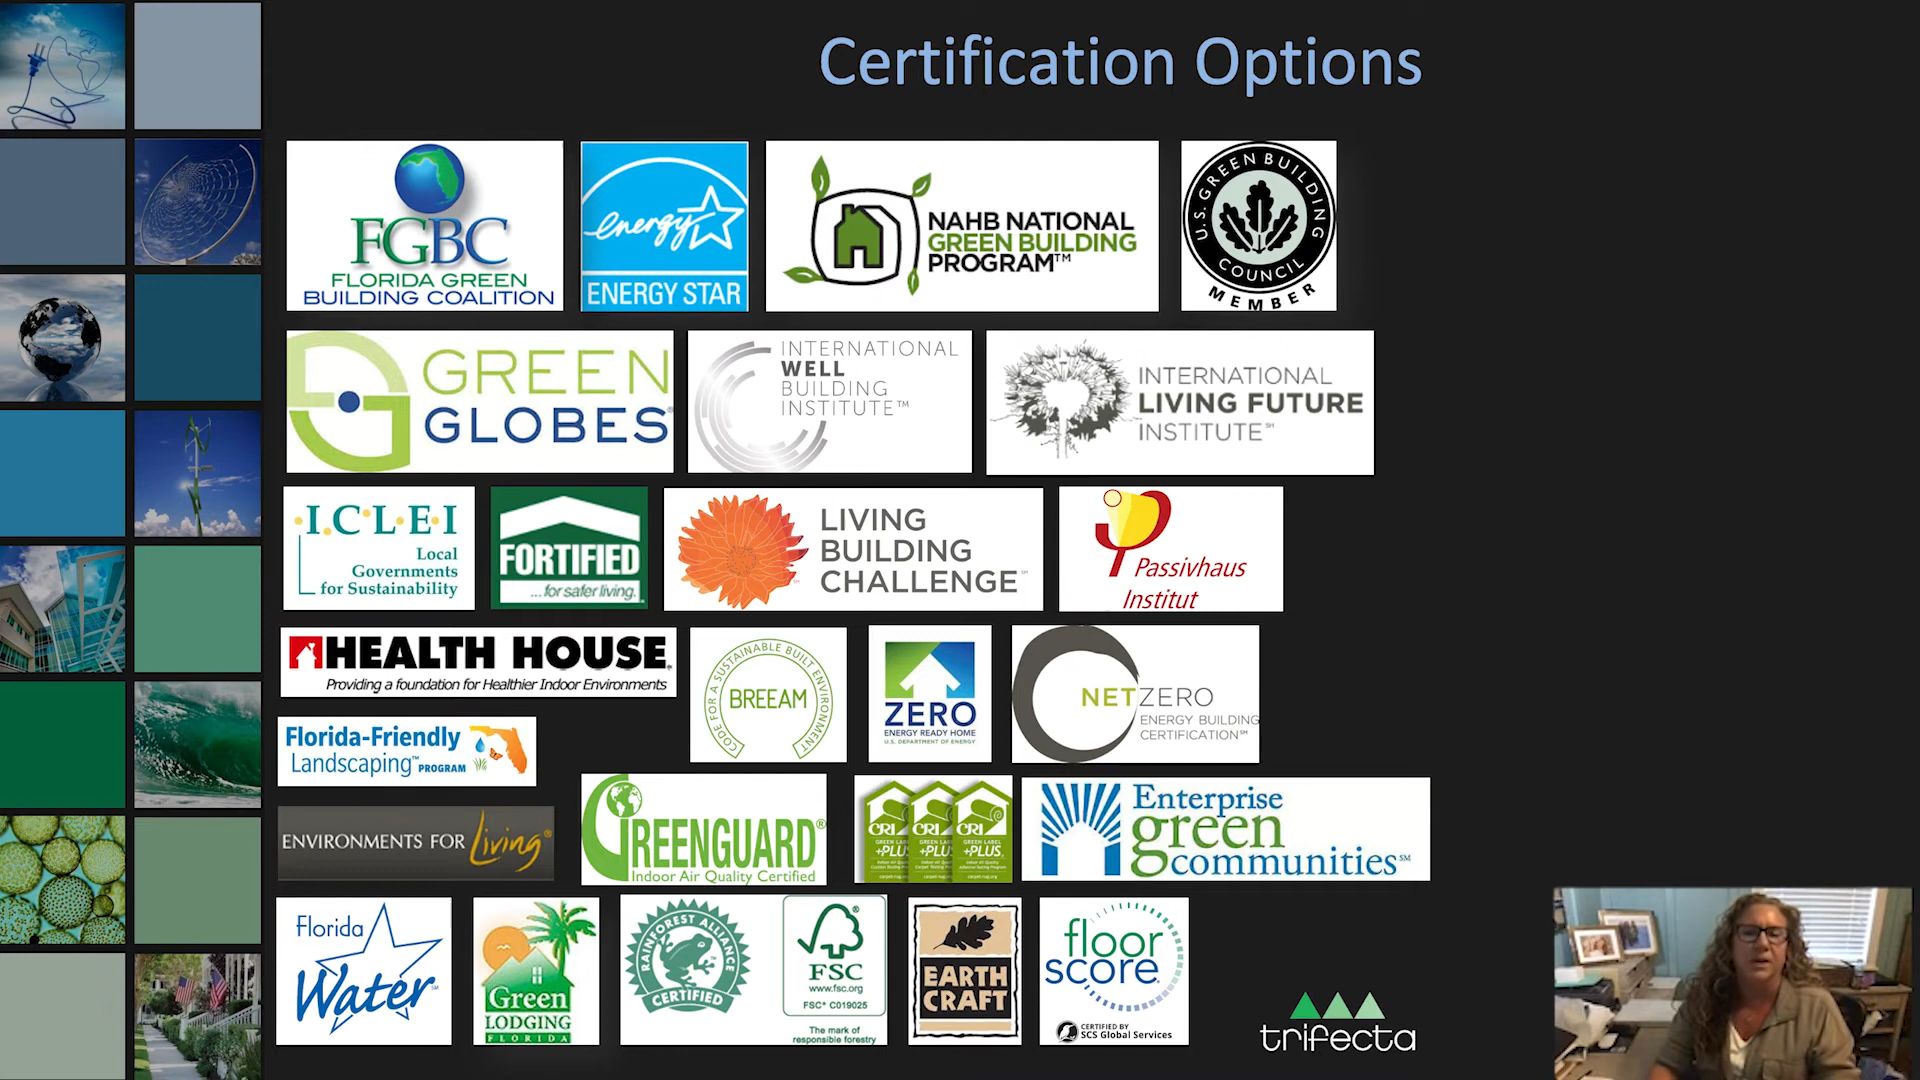 Certification Options
FGBC
FLORIDA GREEN
BUILDING COALITION
energy
ENERGY STAR
NAHB NATIONAL
GREEN BUILDING
PROGRAM™
U.S. GREEN BUILDING
COUNCIL
MEMBER
GREEN
GLOBES®
INTERNATIONAL
WELL
BUILDING
INSTITUTE™
INTERNATIONAL
LIVING FUTURE
INSTITUTE℠
I.C.L.E.I
Local
Governments
for Sustainability
FORTIFIED
...for safer living.
LIVING
BUILDING
CHALLENGE℠
Passivhaus
Institut
HEALTH HOUSE®
Providing a foundation for Healthier Indoor Environments
CODE FOR A SUSTAINABLE BUILT ENVIRONMENT
BREEAM
ZERO
ENERGY READY HOME
U.S. DEPARTMENT OF ENERGY
NETZERO
ENERGY BUILDING
CERTIFICATION℠
Florida-Friendly
Landscaping™ PROGRAM
ENVIRONMENTS FOR Living®
GREENGUARD®
Indoor Air Quality Certified
CRI CRI CRI
GREEN LABEL
+PLUS +PLUS +PLUS
Enterprise
green
communities℠
Florida
Water℠
Green
LODGING
FLORIDA
RAINFOREST ALLIANCE
CERTIFIED
FSC
www.fsc.org
FSC® C019025
The mark of
responsible forestry
EARTH
CRAFT
floor
score®
CERTIFIED BY
SCS Global Services
trifecta